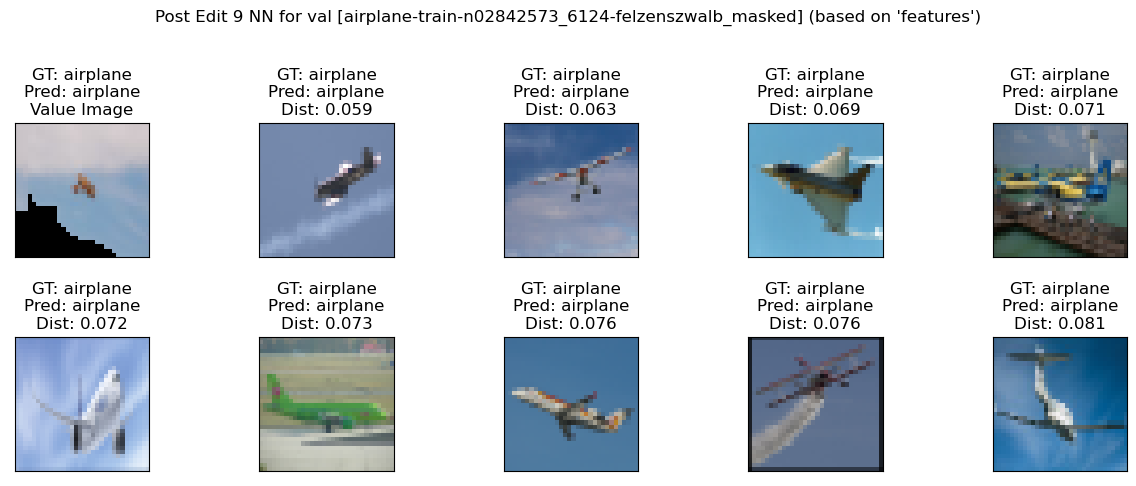 Post Edit 9 NN for val [airplane-train-n02842573_6124-felzenszwalb_masked] (based on 'features')
GT: airplane
Pred: airplane
Value Image
GT: airplane
Pred: airplane
Dist: 0.059
GT: airplane
Pred: airplane
Dist: 0.063
GT: airplane
Pred: airplane
Dist: 0.069
GT: airplane
Pred: airplane
Dist: 0.071
GT: airplane
Pred: airplane
Dist: 0.072
GT: airplane
Pred: airplane
Dist: 0.073
GT: airplane
Pred: airplane
Dist: 0.076
GT: airplane
Pred: airplane
Dist: 0.076
GT: airplane
Pred: airplane
Dist: 0.081